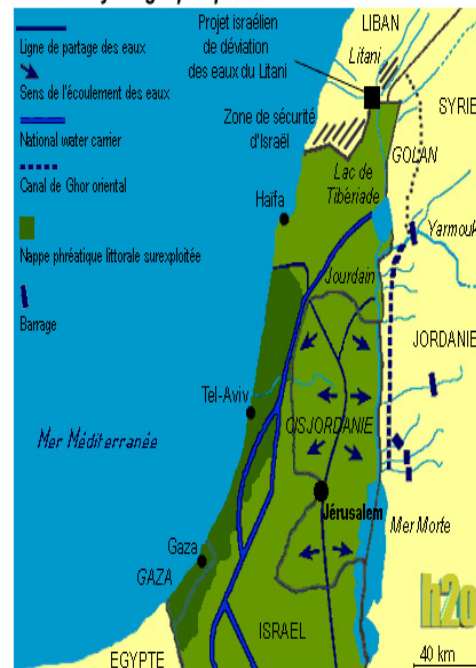 Ligne de partage des eaux
Sens de l'écoulement des eaux
National water carrier
Canal de Ghor oriental
Nappe phréatique littorale surexploitée
Barrage
Projet israélien
de déviation
des eaux du Litani
Zone de sécurité
d'Israël
LIBAN
Litani
SYRIE
GOLAN
Lac de
Tibériade
Haïfa
Yarmouk
Jourdain
JORDANIE
Tel-Aviv
CISJORDANIE
Mer Méditerranée
Jérusalem
Mer Morte
Gaza
GAZA
ISRAEL
EGYPTE
h2o
40 km